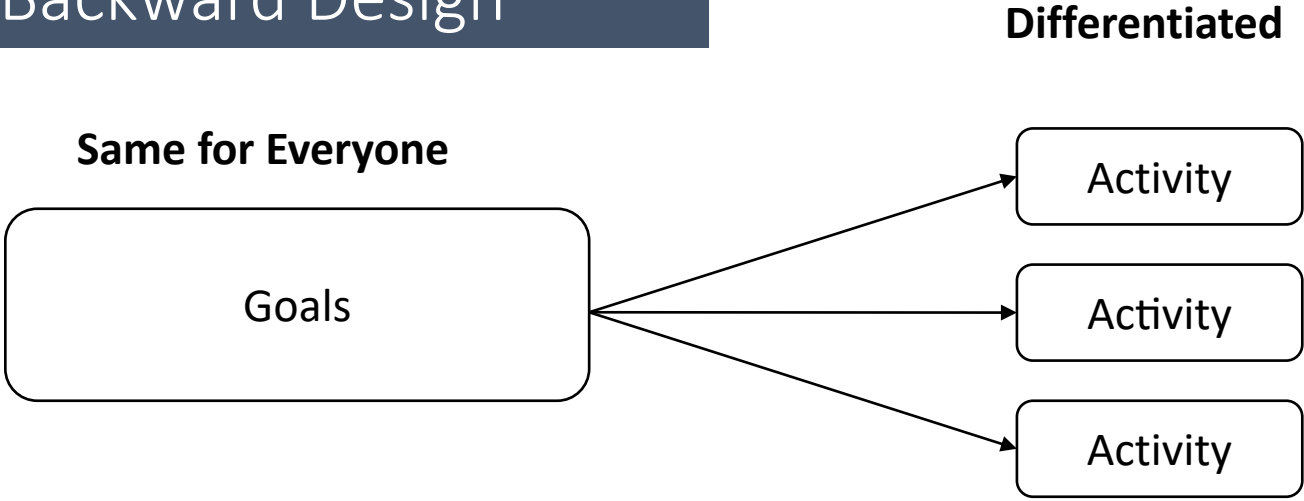 Backward Design
Differentiated
Same for Everyone
Activity
Goals
Activity
Activity